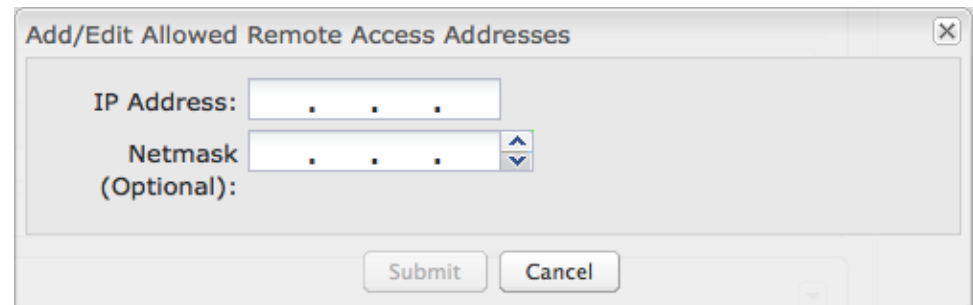 Add/Edit Allowed Remote Access Addresses
IP Address: . . .
Netmask . . .
(Optional):
Submit Cancel